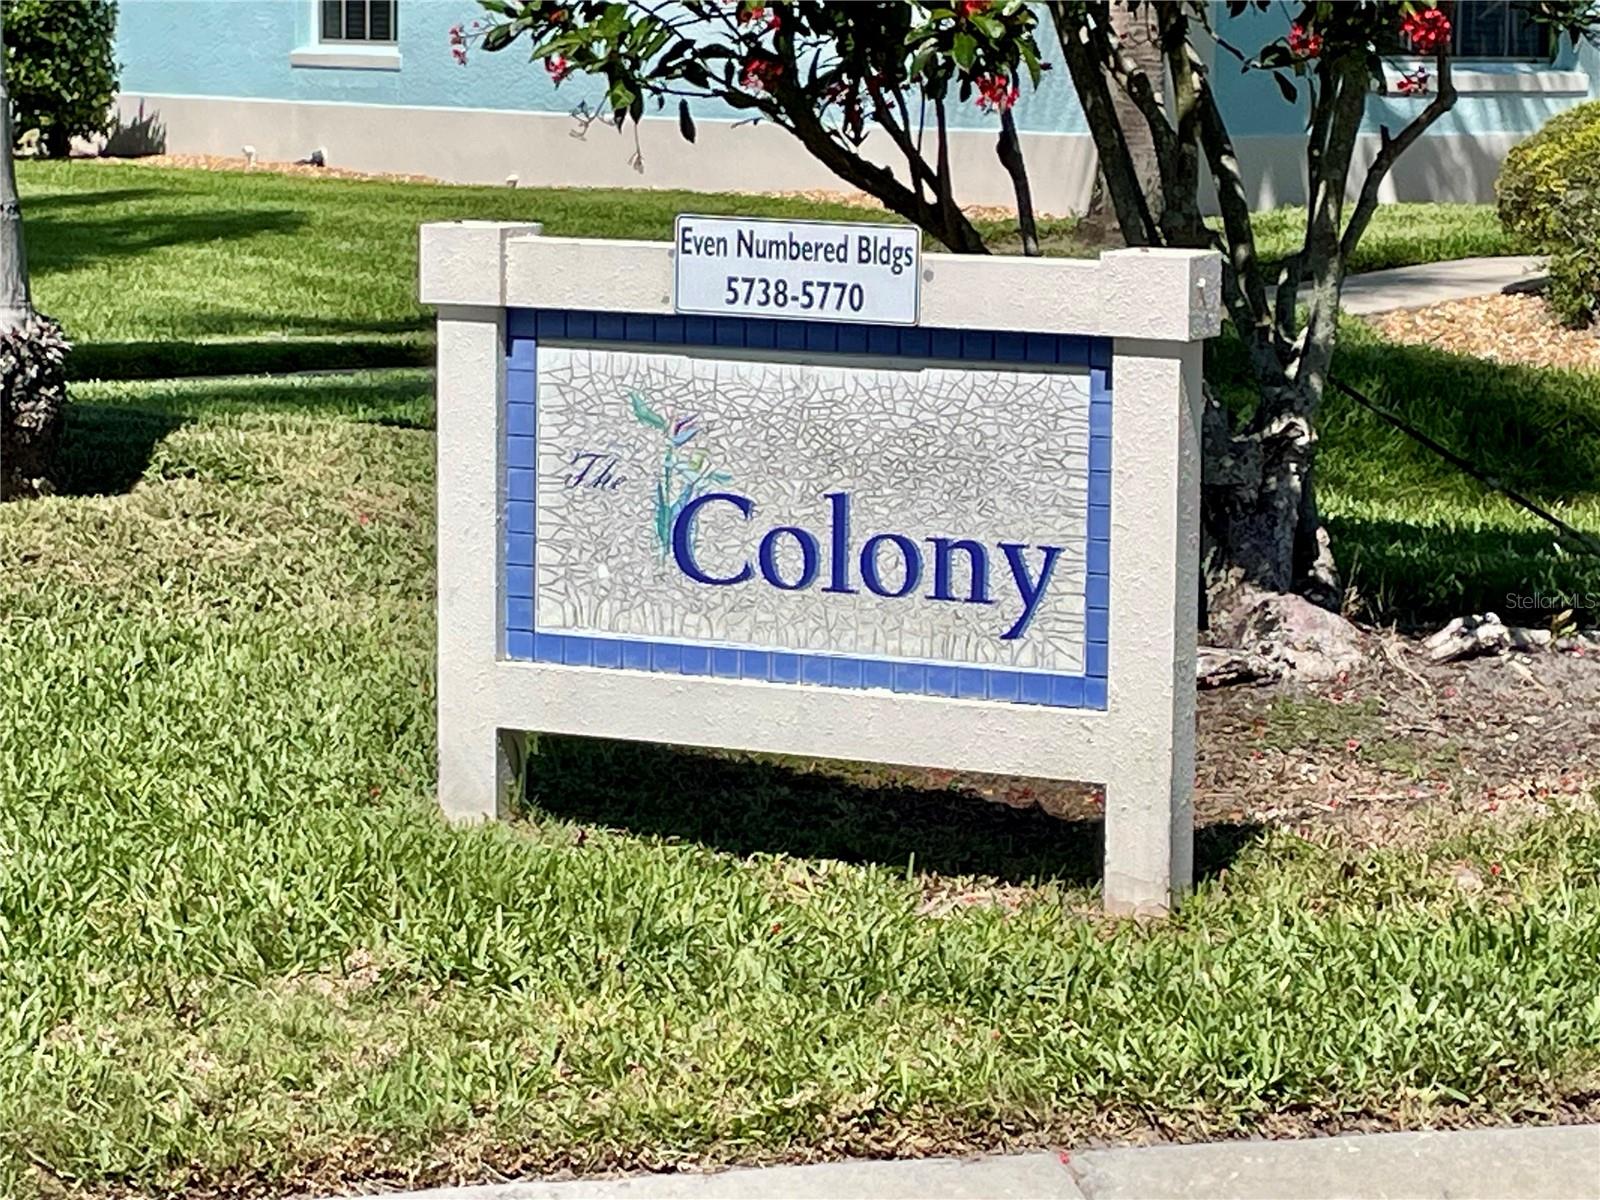 Even Numbered Bldgs
5738-5770
The
Colony
StellarMLS